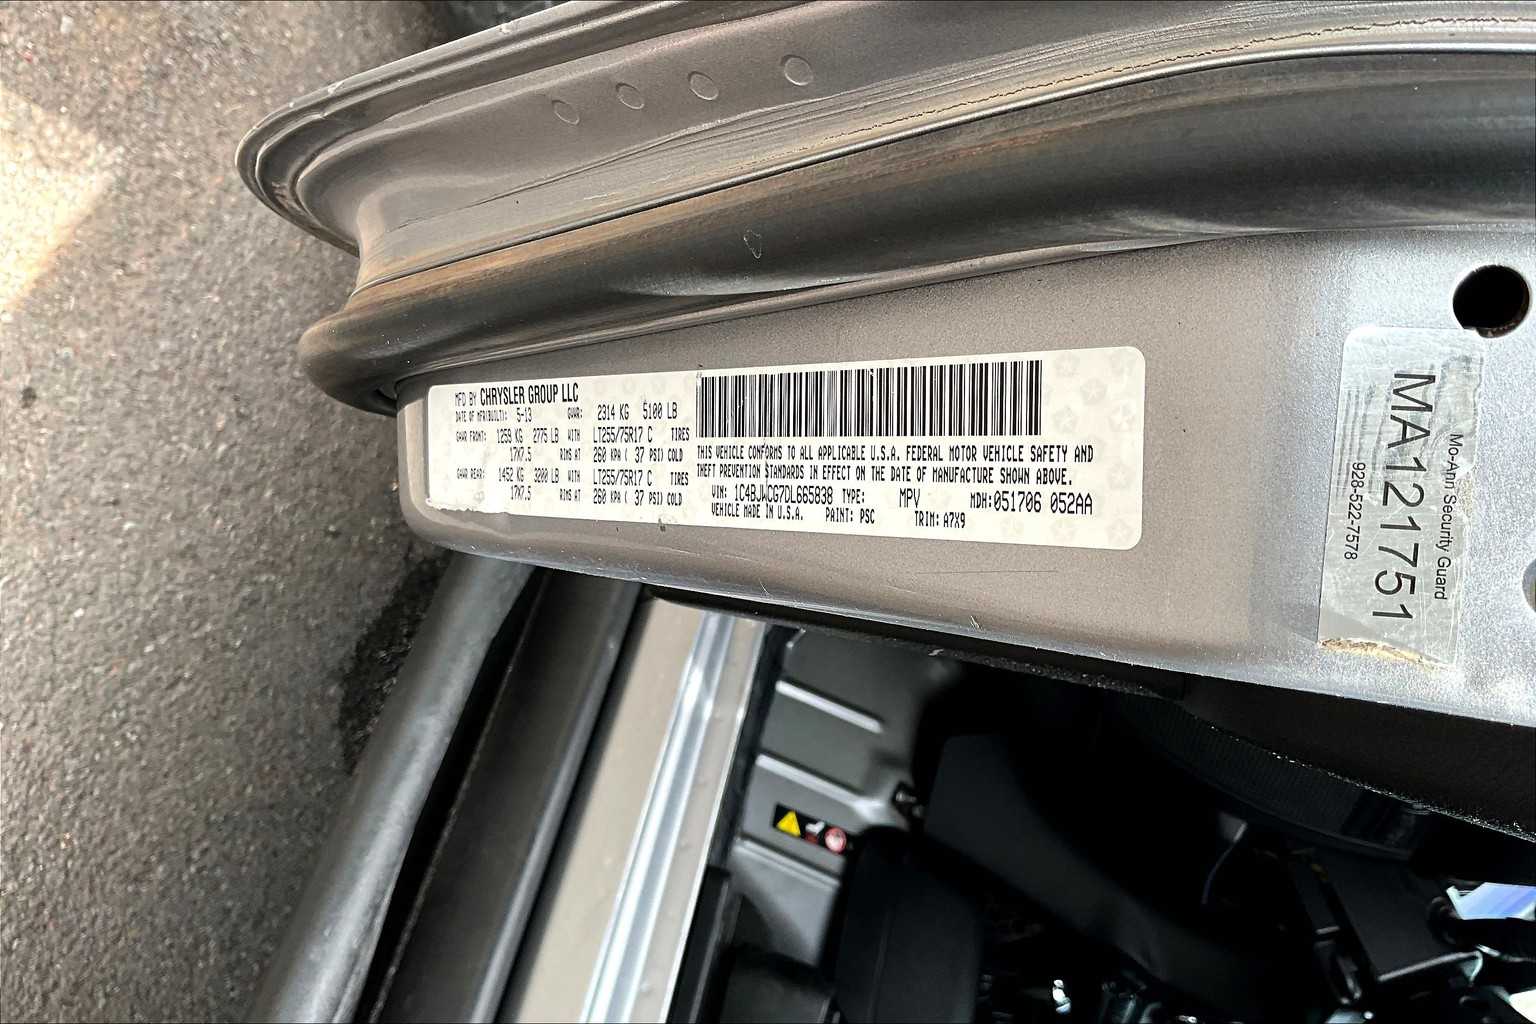 MFD BY CHRYSLER GROUP LLC
DATE OF MFR(BUILT): 5-13 GVWR: 2314 KG 5100 LB
GAWR FRONT: 1259 KG 2775 LB WITH LT255/75R17 C TIRES
17X7.5 RIMS AT 260 KPA ( 37 PSI) COLD
GAWR REAR: 1452 KG 3200 LB WITH LT255/75R17 C TIRES
17X7.5 RIMS AT 260 KPA ( 37 PSI) COLD
THIS VEHICLE CONFORMS TO ALL APPLICABLE U.S.A. FEDERAL MOTOR VEHICLE SAFETY AND
THEFT PREVENTION STANDARDS IN EFFECT ON THE DATE OF MANUFACTURE SHOWN ABOVE.
VIN: 1C4BJWCG7DL665838 TYPE: MPV MDH:051706 052AA
VEHICLE MADE IN U.S.A. PAINT: PSC TRIM: A7X9
Mo-Ann Security Guard
MA121751
928-522-7578